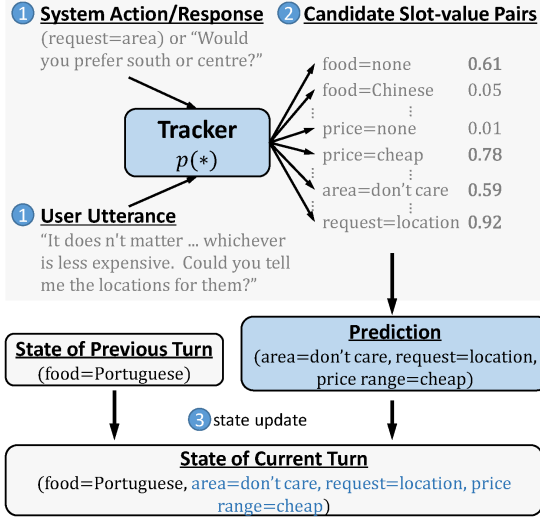 1 System Action/Response
(request=area) or “Would
you prefer south or centre?”
2 Candidate Slot-value Pairs
food=none 0.61
food=Chinese 0.05
price=none 0.01
price=cheap 0.78
area=don’t care 0.59
request=location 0.92
Tracker
p(∗)
1 User Utterance
“It does n't matter ... whichever
is less expensive. Could you tell
me the locations for them?”
State of Previous Turn
(food=Portuguese)
Prediction
(area=don’t care, request=location,
price range=cheap)
3 state update
State of Current Turn
(food=Portuguese, area=don’t care, request=location, price
range=cheap)